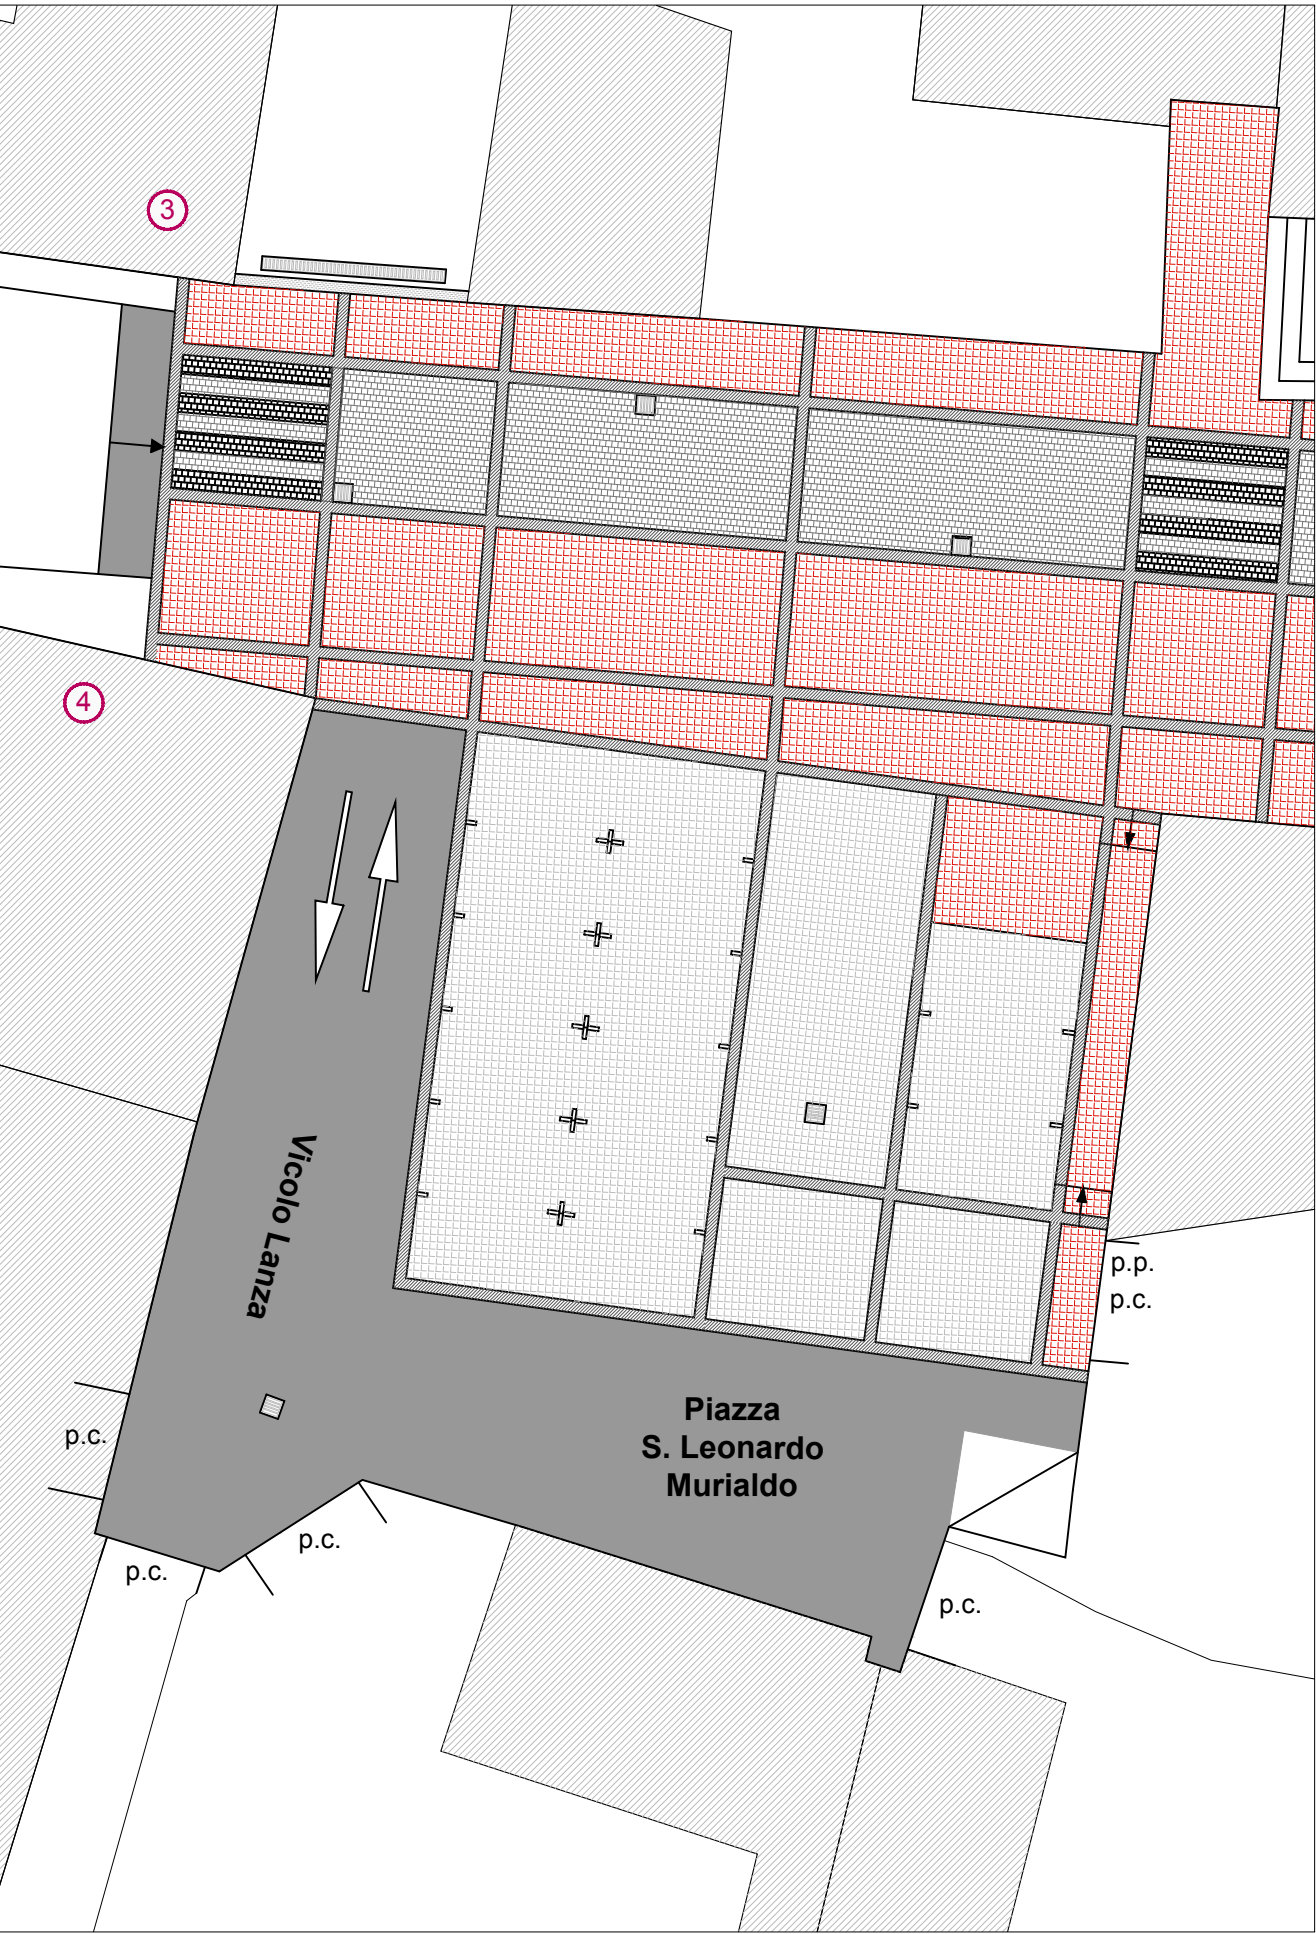 3
4
Vicolo Lanza
p.p.
p.c.
Piazza
S. Leonardo
Murialdo
p.c.
p.c.
p.c.
p.c.